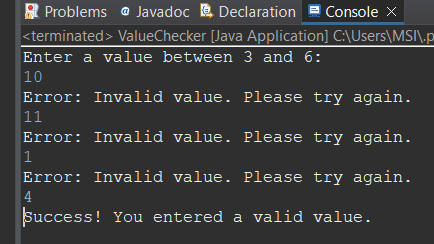 Problems @ Javadoc Declaration Console ×
<terminated> ValueChecker [Java Application] C:\Users\MSI\.p
Enter a value between 3 and 6:
10
Error: Invalid value. Please try again.
11
Error: Invalid value. Please try again.
1
Error: Invalid value. Please try again.
4
Success! You entered a valid value.